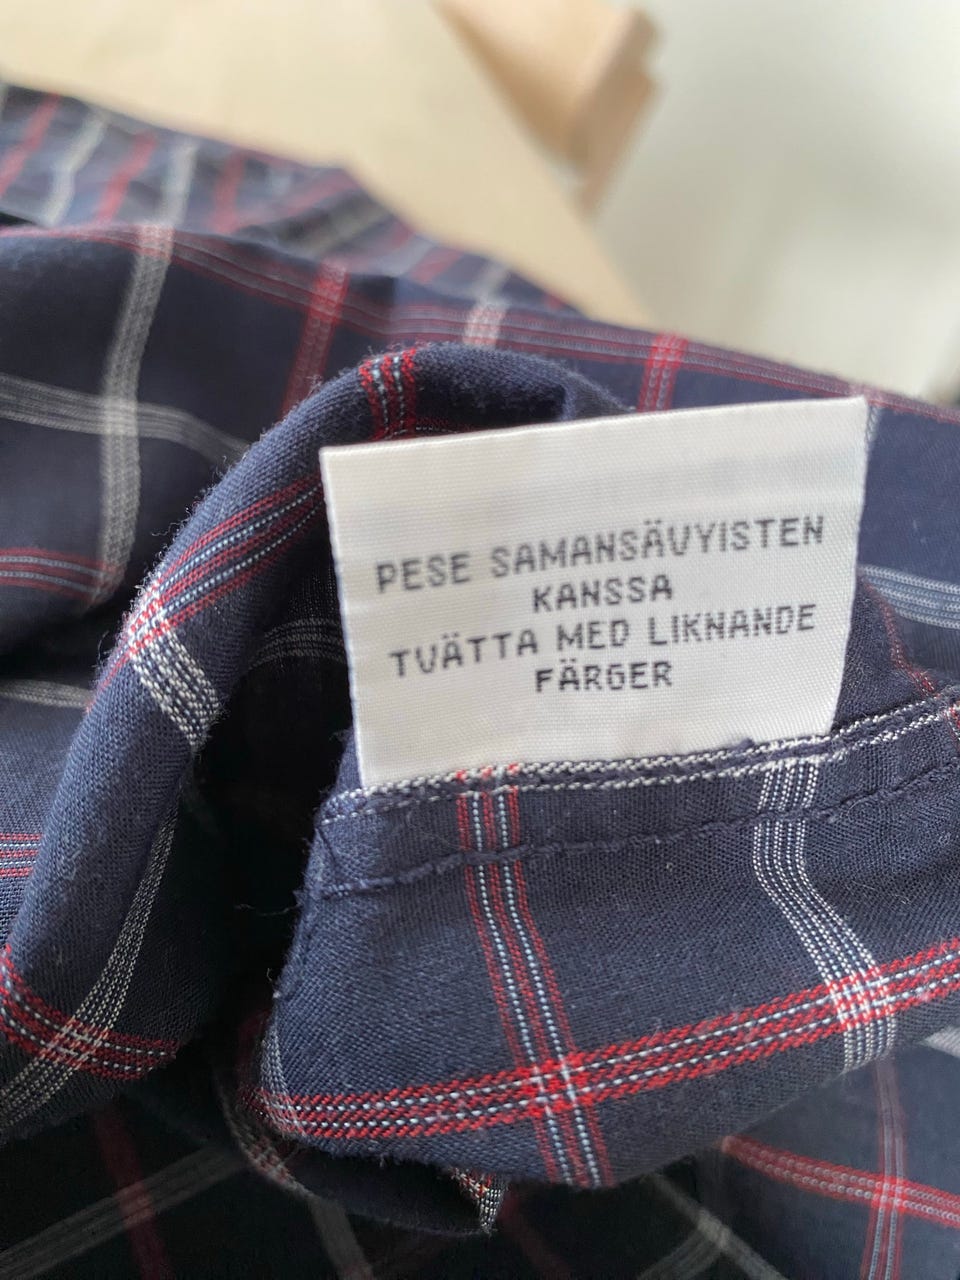 PESE SAMANSÄVYISTEN
KANSSA
TVÄTTA MED LIKNANDE
FÄRGER